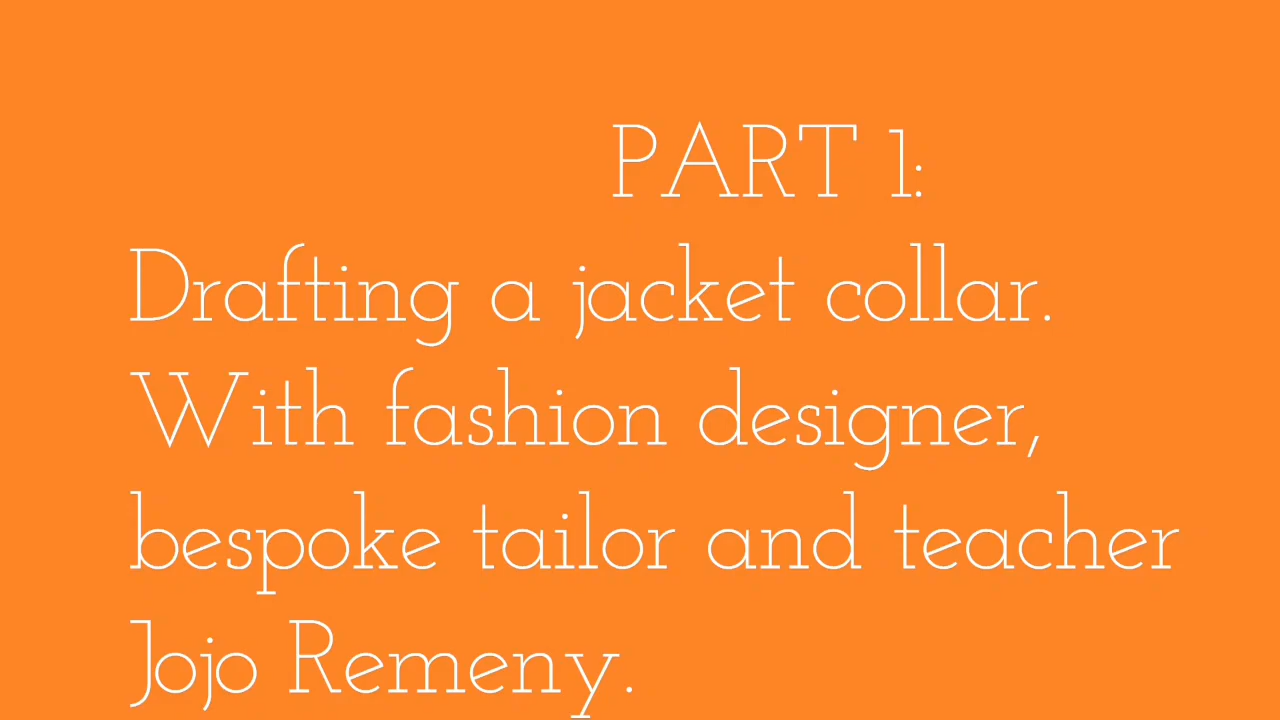 PART 1:
Drafting a jacket collar.
With fashion designer,
bespoke tailor and teacher
Jojo Remeny.